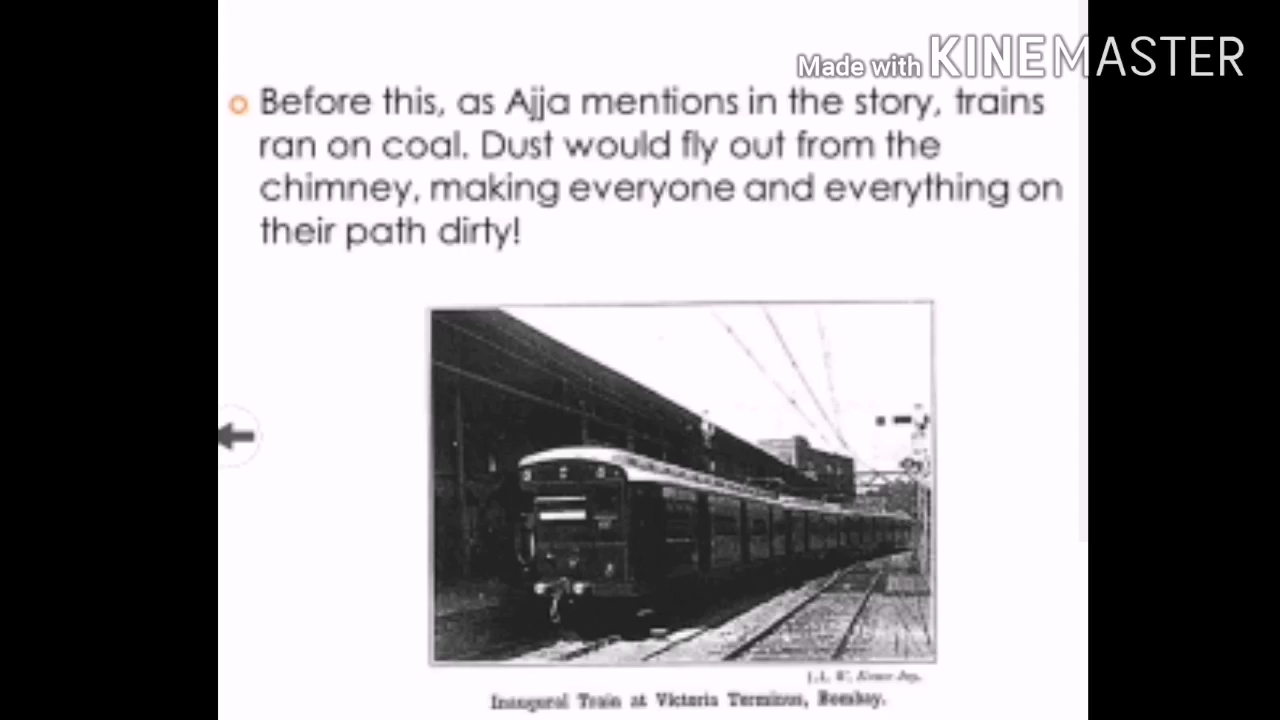 Made with KINEMASTER
Before this, as Ajja mentions in the story, trains
ran on coal. Dust would fly out from the
chimney, making everyone and everything on
their path dirty!
Inaugural Train at Victoria Terminus, Bombay.